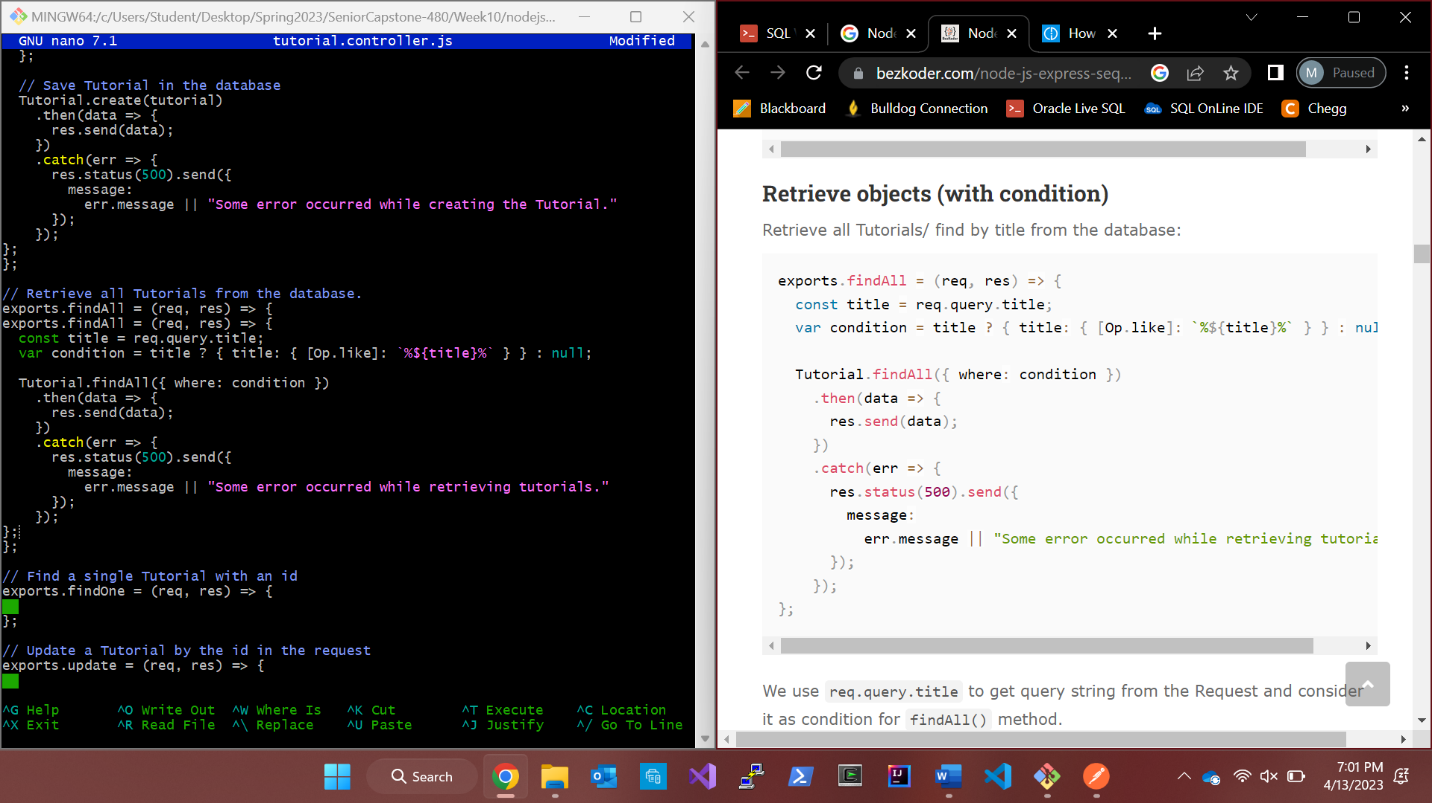 MINGW64:/c/Users/Student/Desktop/Spring2023/SeniorCapstone-480/Week10/nodejs...
GNU nano 7.1 tutorial.controller.js Modified
};
// Save Tutorial in the database
Tutorial.create(tutorial)
.then(data => {
res.send(data);
})
.catch(err => {
res.status(500).send({
message:
err.message || "Some error occurred while creating the Tutorial."
});
});
};
};
// Retrieve all Tutorials from the database.
exports.findAll = (req, res) => {
exports.findAll = (req, res) => {
const title = req.query.title;
var condition = title ? { title: { [Op.like]: `%${title}%` } } : null;
Tutorial.findAll({ where: condition })
.then(data => {
res.send(data);
})
.catch(err => {
res.status(500).send({
message:
err.message || "Some error occurred while retrieving tutorials."
});
});
};
};
// Find a single Tutorial with an id
exports.findOne = (req, res) => {
};
// Update a Tutorial by the id in the request
exports.update = (req, res) => {
^G Help ^O Write Out ^W Where Is ^K Cut ^T Execute ^C Location
^X Exit ^R Read File ^\ Replace ^U Paste ^J Justify ^/ Go To Line
SQL Node Node How
bezkoder.com/node-js-express-seq... M Paused
Blackboard Bulldog Connection Oracle Live SQL SQL OnLine IDE Chegg »
Retrieve objects (with condition)
Retrieve all Tutorials/ find by title from the database:
exports.findAll = (req, res) => {
const title = req.query.title;
var condition = title ? { title: { [Op.like]: `%${title}%` } } : nul
Tutorial.findAll({ where: condition })
.then(data => {
res.send(data);
})
.catch(err => {
res.status(500).send({
message:
err.message || "Some error occurred while retrieving tutoria
});
});
};
We use req.query.title to get query string from the Request and consider
it as condition for findAll() method.
Search
7:01 PM
4/13/2023